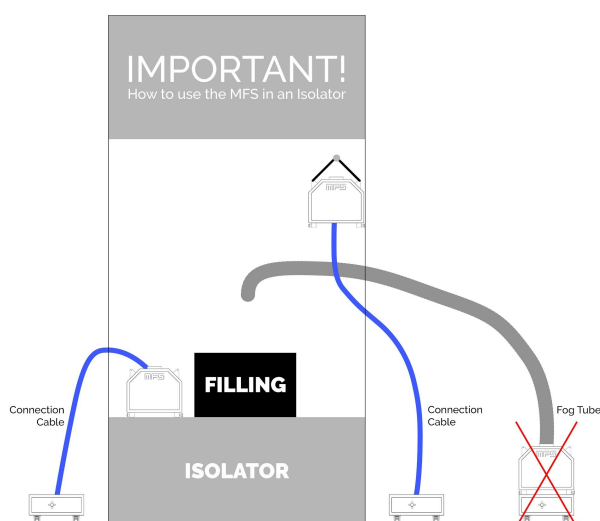 IMPORTANT!
How to use the MFS in an Isolator
MFS
MFS
FILLING
Connection
Cable
Connection
Cable
Fog Tube
MFS
ISOLATOR